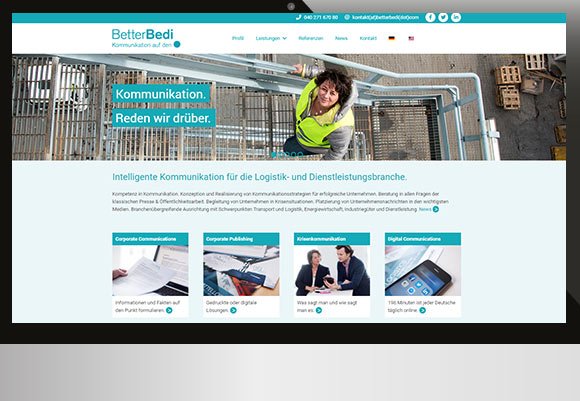 040 271 670 80 kontakt(at)betterbedi(dot)com
BetterBedi
Kommunikation auf den
Profil Leistungen Referenzen News Kontakt
Kommunikation.
Reden wir drüber.
Intelligente Kommunikation für die Logistik- und Dienstleistungsbranche.
Kompetenz in Kommunikation. Konzeption und Realisierung von Kommunikationsstrategien für erfolgreiche Unternehmen. Beratung in allen Fragen der
klassischen Presse & Öffentlichkeitsarbeit. Begleitung von Unternehmen in Krisensituationen. Platzierung von Unternehmensnachrichten in den wichtigsten
Medien. Branchenübergreifende Ausrichtung mit Schwerpunkten Transport und Logistik, Energiewirtschaft, Industriegüter und Dienstleistung. News
Corporate Communications
Informationen und Fakten auf
den Punkt formulieren.
Corporate Publishing
Gedruckte oder digitale
Lösungen.
Krisenkommunikation
Was sagt man und wie sagt
man es.
Digital Communications
196 Minuten ist jeder Deutsche
täglich online.